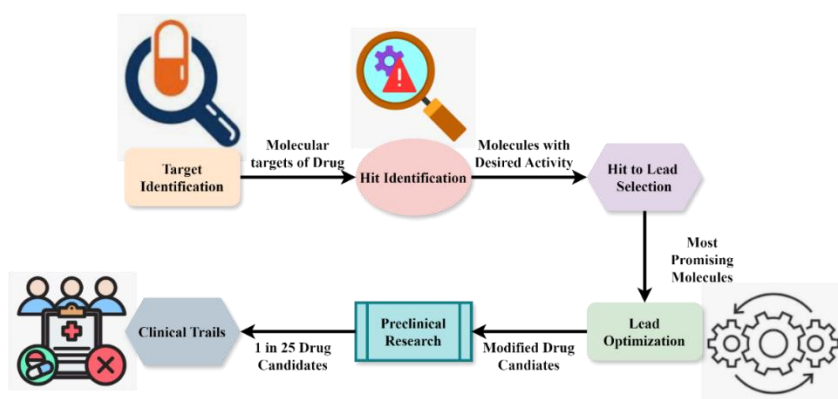 Target
Identification
Molecular
targets of Drug
Hit Identification
Molecules with
Desired Activity
Hit to Lead
Selection
Most
Promising
Molecules
Lead
Optimization
Modified Drug
Candiates
Preclinical
Research
1 in 25 Drug
Candidates
Clinical Trails